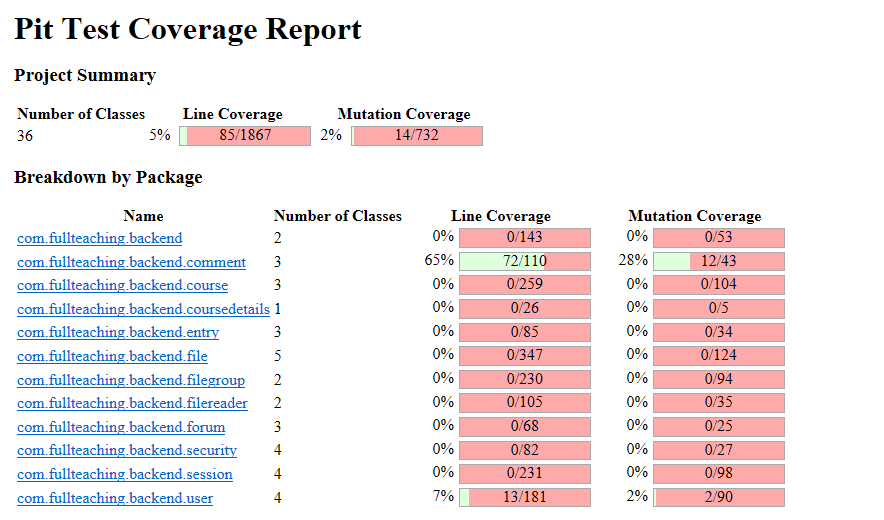 Pit Test Coverage Report
Project Summary
Number of Classes Line Coverage Mutation Coverage
36 5% 85/1867 2% 14/732
Breakdown by Package
Name Number of Classes Line Coverage Mutation Coverage
com.fullteaching.backend 2 0% 0/143 0% 0/53
com.fullteaching.backend.comment 3 65% 72/110 28% 12/43
com.fullteaching.backend.course 3 0% 0/259 0% 0/104
com.fullteaching.backend.coursedetails 1 0% 0/26 0% 0/5
com.fullteaching.backend.entry 3 0% 0/85 0% 0/34
com.fullteaching.backend.file 5 0% 0/347 0% 0/124
com.fullteaching.backend.filegroup 2 0% 0/230 0% 0/94
com.fullteaching.backend.filereader 2 0% 0/105 0% 0/35
com.fullteaching.backend.forum 3 0% 0/68 0% 0/25
com.fullteaching.backend.security 4 0% 0/82 0% 0/27
com.fullteaching.backend.session 4 0% 0/231 0% 0/98
com.fullteaching.backend.user 4 7% 13/181 2% 2/90